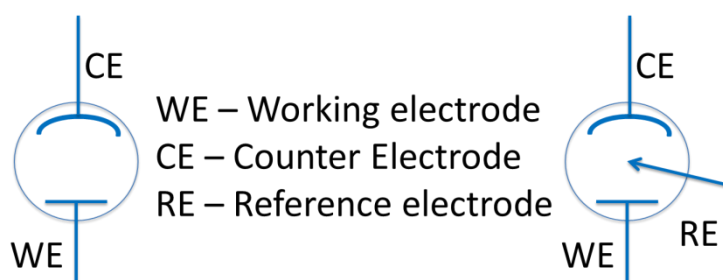 CE
WE – Working electrode
CE – Counter Electrode
RE – Reference electrode
WE
CE
RE
WE